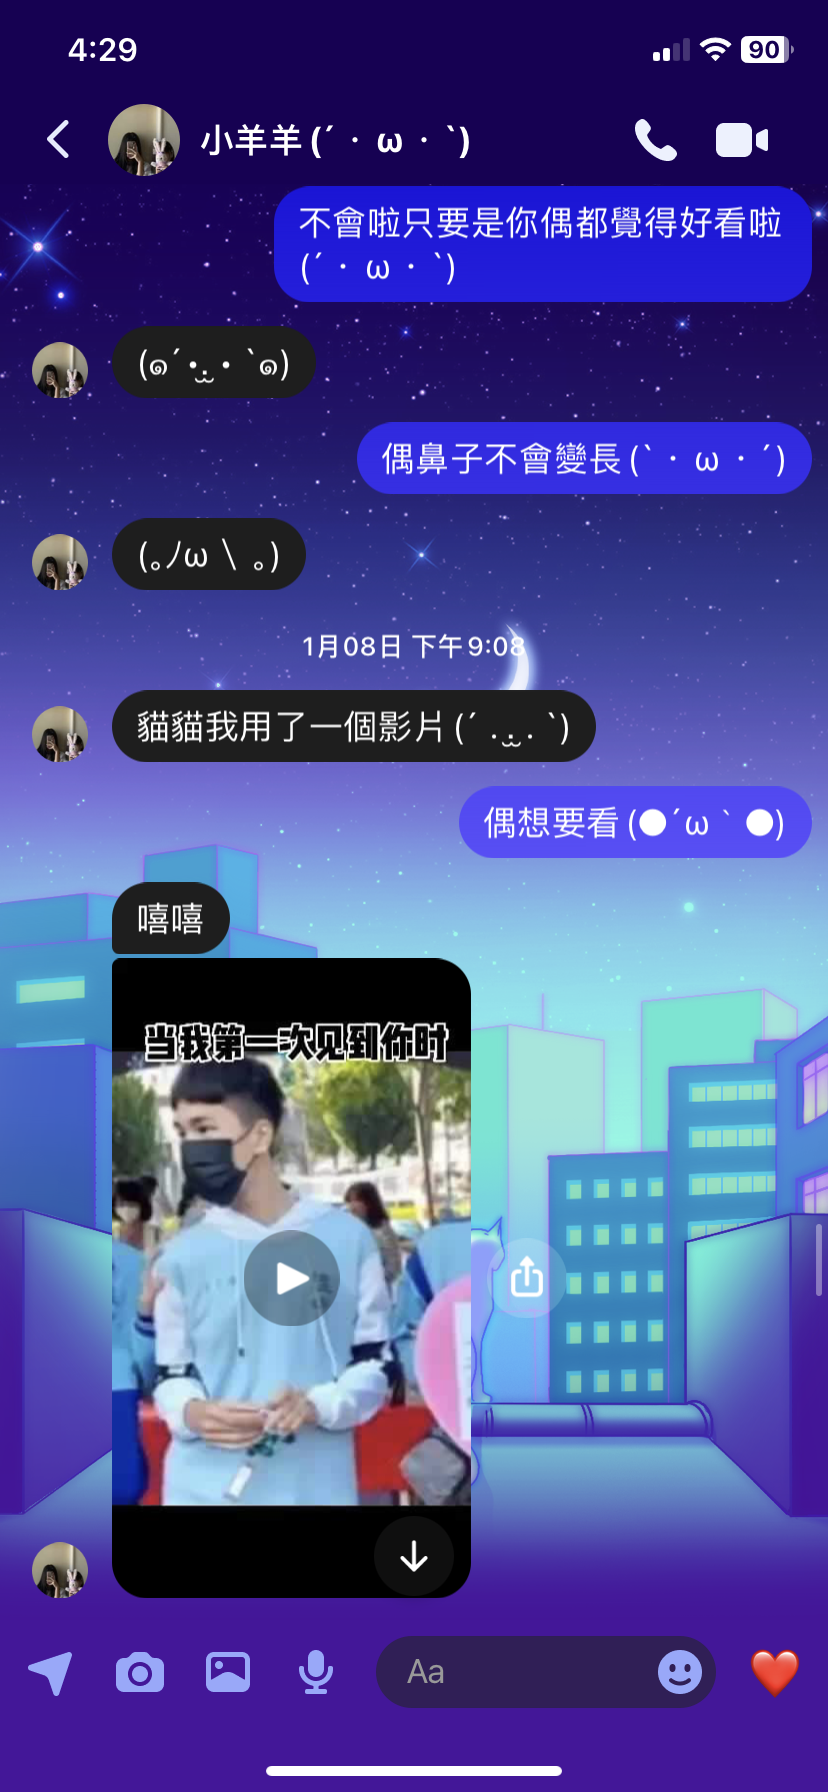 4:29
90
小羊羊 (´・ω・`)
不會啦只要是你偶都覺得好看啦
(´・ω・`)
(๑´•.̫•`๑)
偶鼻子不會變長 (`・ω・´)
(｡ﾉω＼｡)
1月08日 下午9:08
貓貓我用了一個影片 (´.̫.`)
偶想要看 (●´ω｀●)
嘻嘻
当我第一次见到你时
Aa